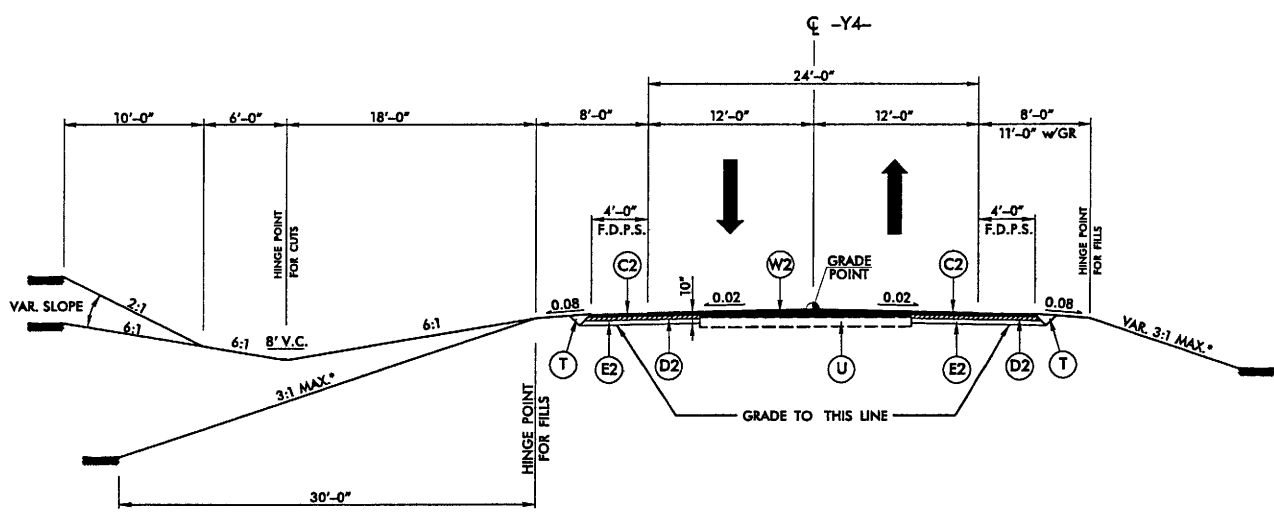 ℄ -Y4-
24'-0"
10'-0"
6'-0"
18'-0"
8'-0"
12'-0"
12'-0"
8'-0"
11'-0" w/GR
HINGE POINT
FOR CUTS
4'-0"
F.D.P.S.
4'-0"
F.D.P.S.
HINGE POINT
FOR FILLS
C2
W2
GRADE
POINT
C2
10"
VAR. SLOPE
2:1
6:1
6:1
8' V.C.
6:1
0.08
0.02
0.02
0.08
3:1 MAX.*
T
E2
D2
U
E2
D2
T
VAR. 3:1 MAX.*
GRADE TO THIS LINE
HINGE POINT
FOR FILLS
30'-0"